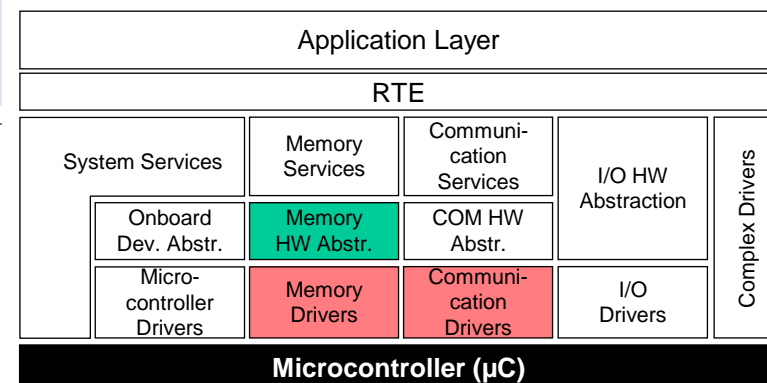 Application Layer
RTE
System Services
Memory
Services
Communi-
cation
Services
I/O HW
Abstraction
Complex Drivers
Onboard
Dev. Abstr.
Memory
HW Abstr.
COM HW
Abstr.
Micro-
controller
Drivers
Memory
Drivers
Communi-
cation
Drivers
I/O
Drivers
Microcontroller (µC)